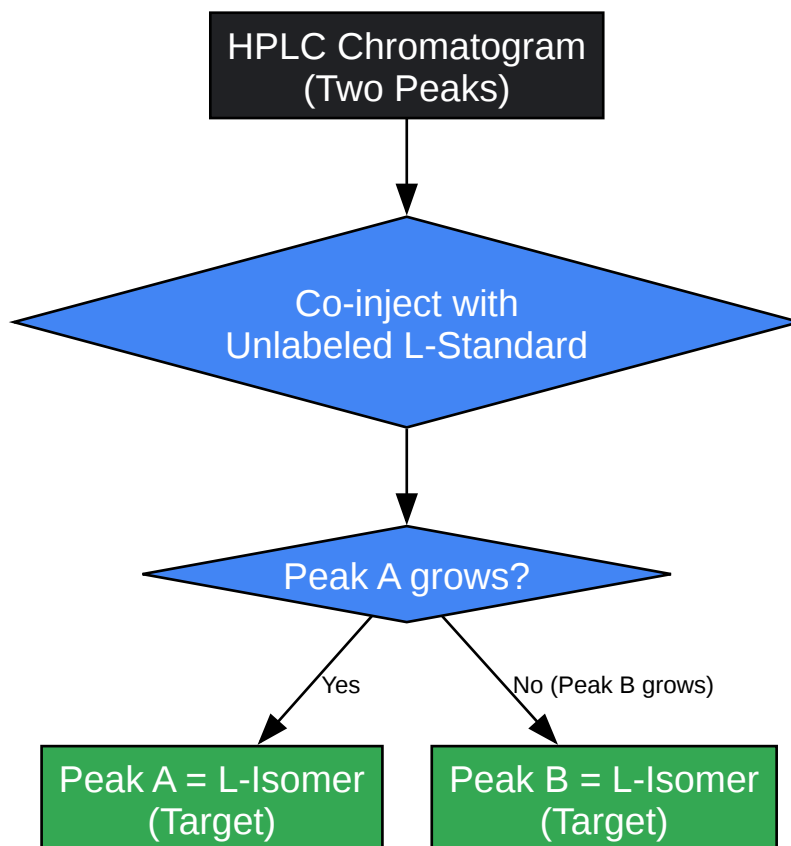 HPLC Chromatogram
(Two Peaks)
Co-inject with
Unlabeled L-Standard
Peak A grows?
Yes
No (Peak B grows)
Peak A = L-Isomer
(Target)
Peak B = L-Isomer
(Target)